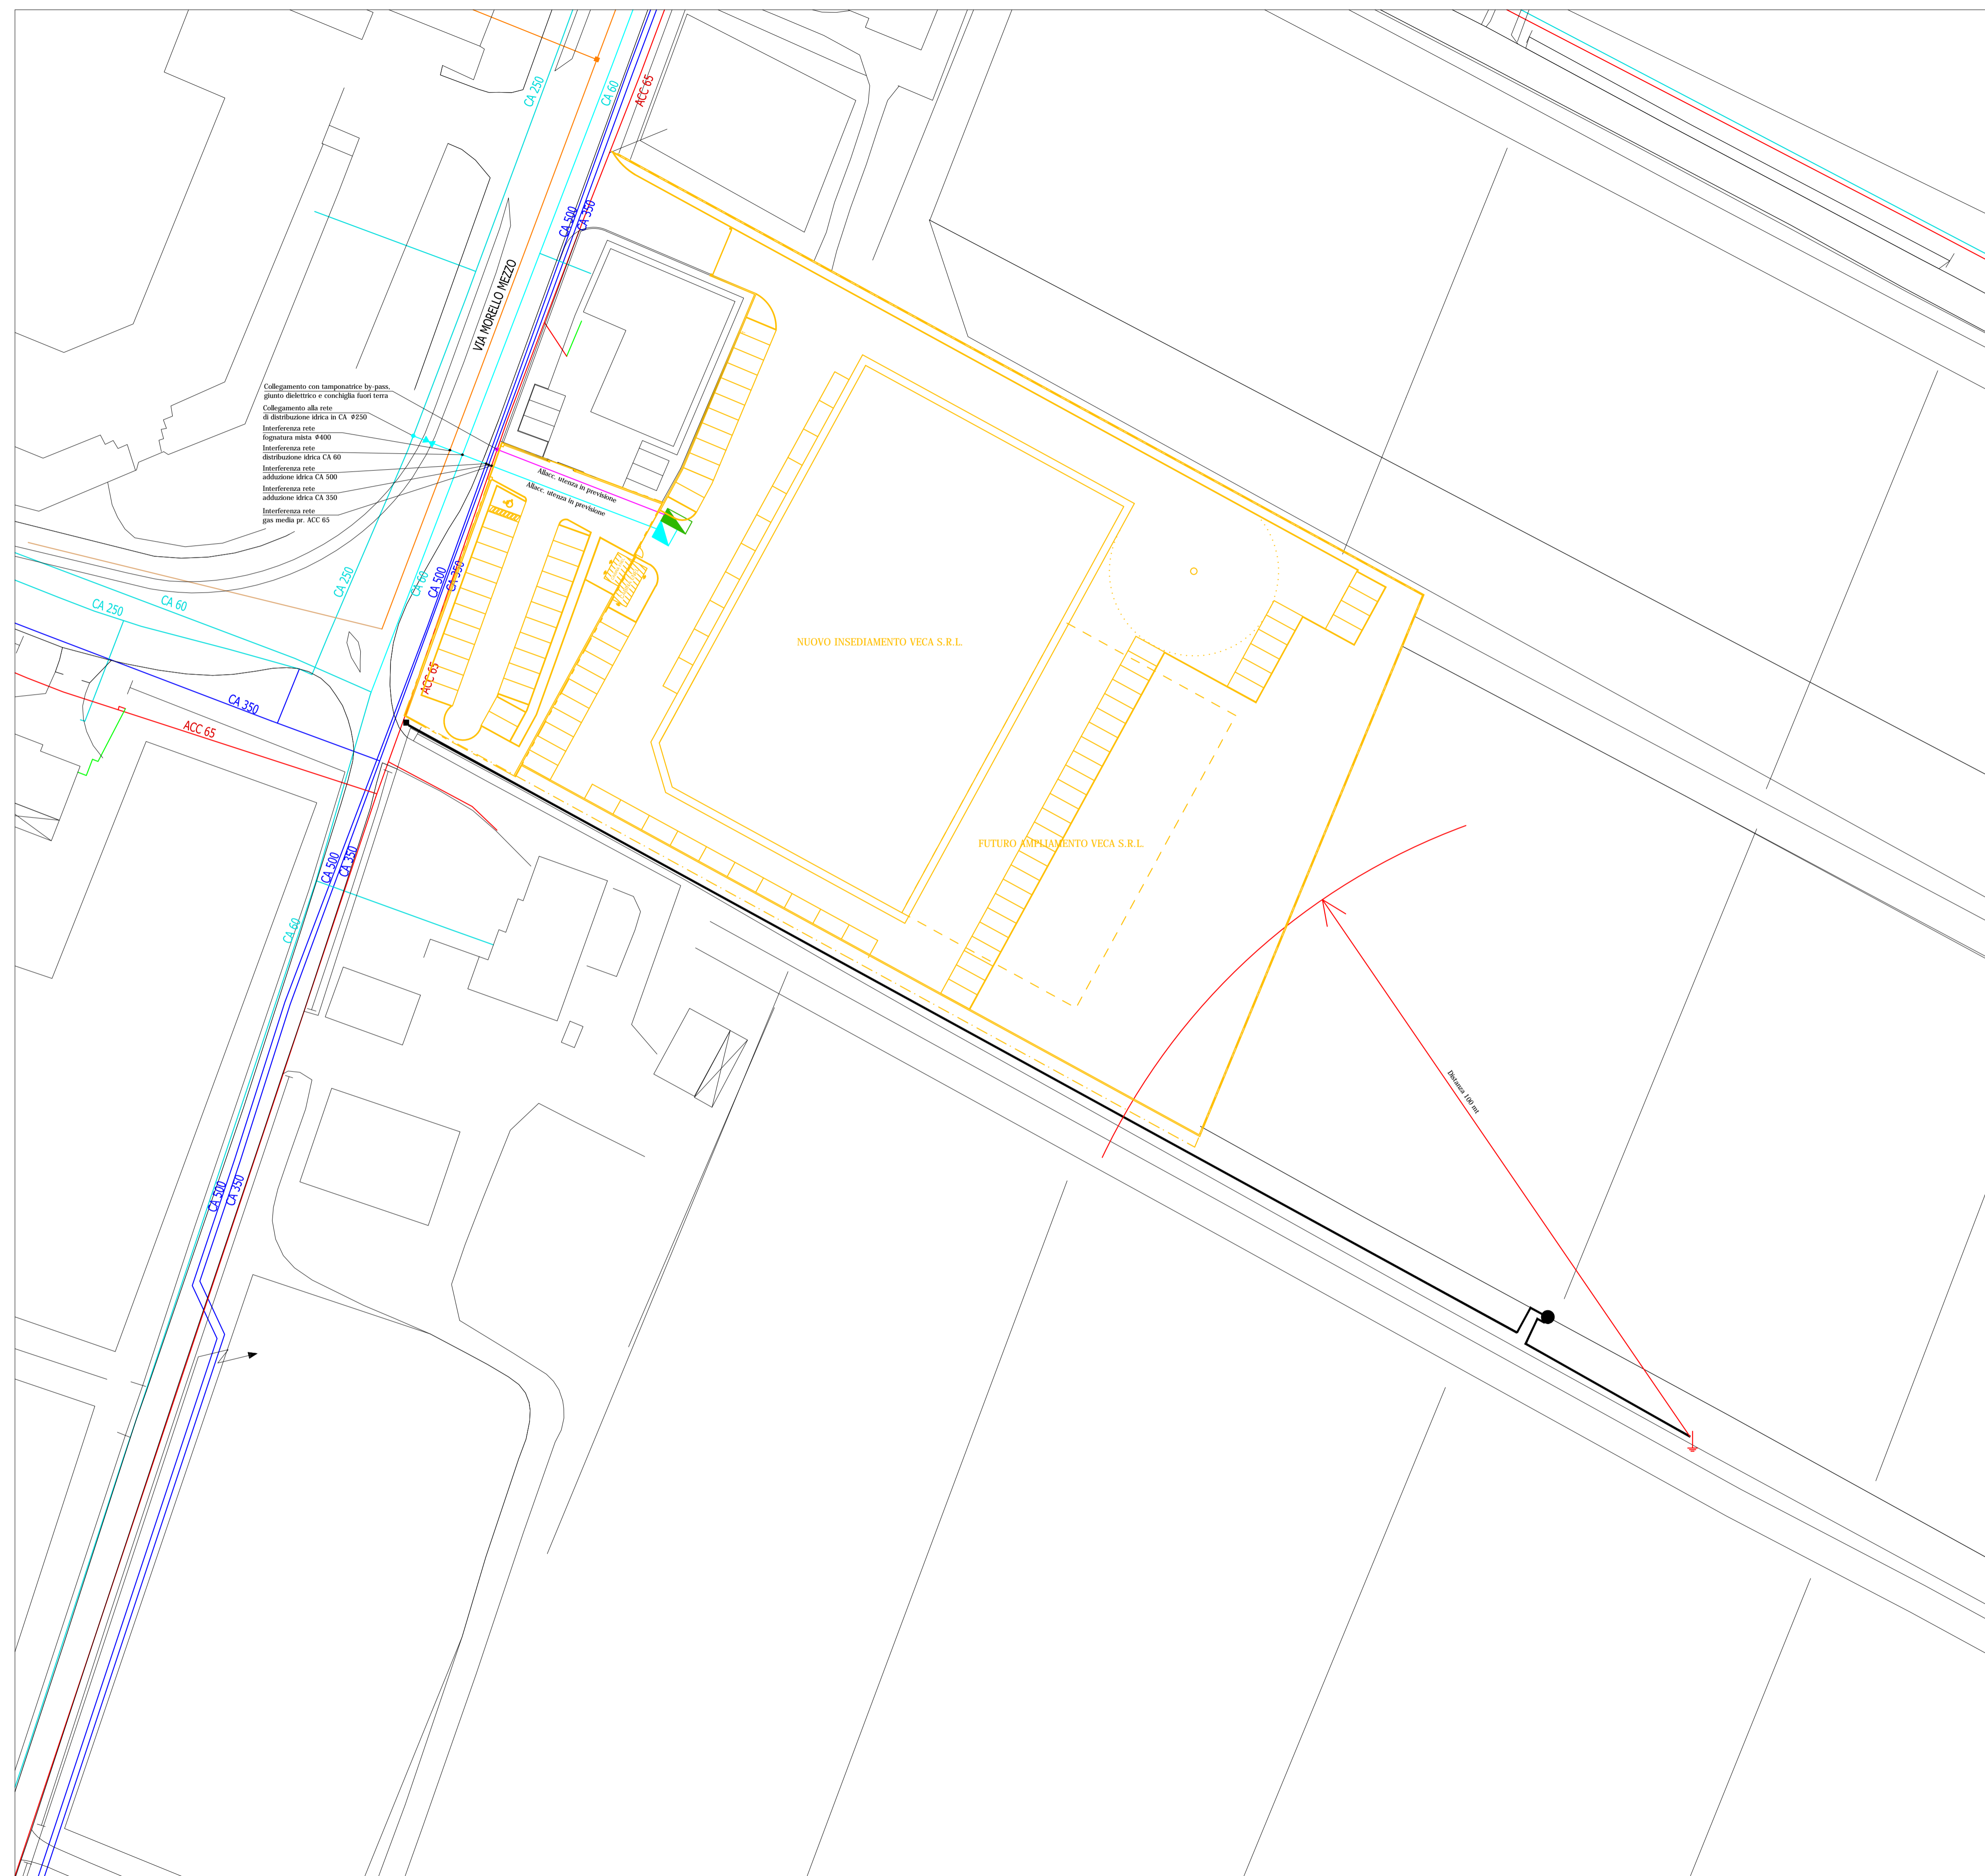 CA 250
CA 60
ACC 65
CA 500
CA 350
VIA MORELLO MEZZO
Collegamento con tamponatrice by-pass,
giunto dielettrico e conchiglia fuori terra
Collegamento alla rete
di distribuzione idrica in CA Φ250
Interferenza rete
fognatura mista Φ400
Interferenza rete
distribuzione idrica CA 60
Interferenza rete
adduzione idrica CA 500
Interferenza rete
adduzione idrica CA 350
Interferenza rete
gas media pr. ACC 65
Allacc. utenza in previsione
Allacc. utenza in previsione
CA 250
CA 60
CA 500
CA 350
CA 60
CA 250
NUOVO INSEDIAMENTO VECA S.R.L.
ACC 65
CA 350
ACC 65
FUTURO AMPLIAMENTO VECA S.R.L.
CA 500
CA 350
CA 60
Distanza 100 mt
CA 500
CA 350